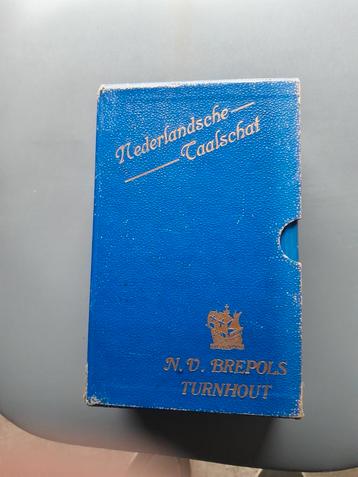 Nederlandsche
Taalschat
N.V. BREPOLS
TURNHOUT